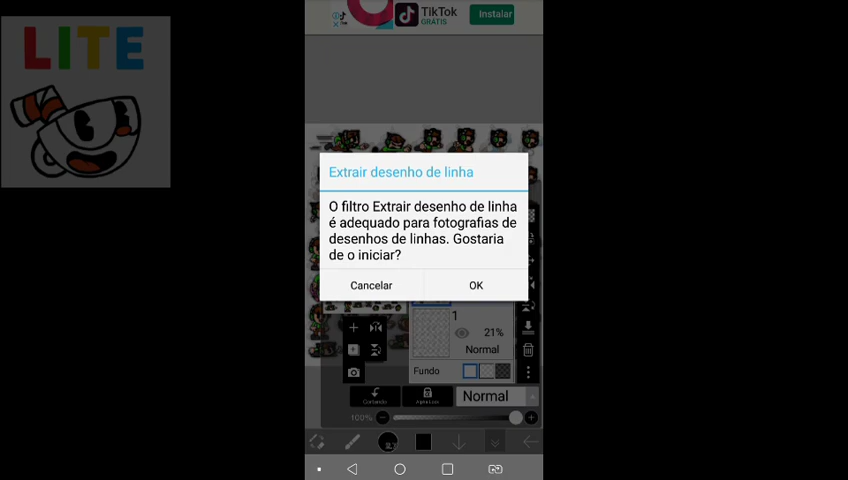 LITE
TikTok
GRÁTIS
Instalar
Extrair desenho de linha
O filtro Extrair desenho de linha
é adequado para fotografias de
desenhos de linhas. Gostaria
de o iniciar?
Cancelar
OK
1
21%
Normal
Fundo
Normal
100%